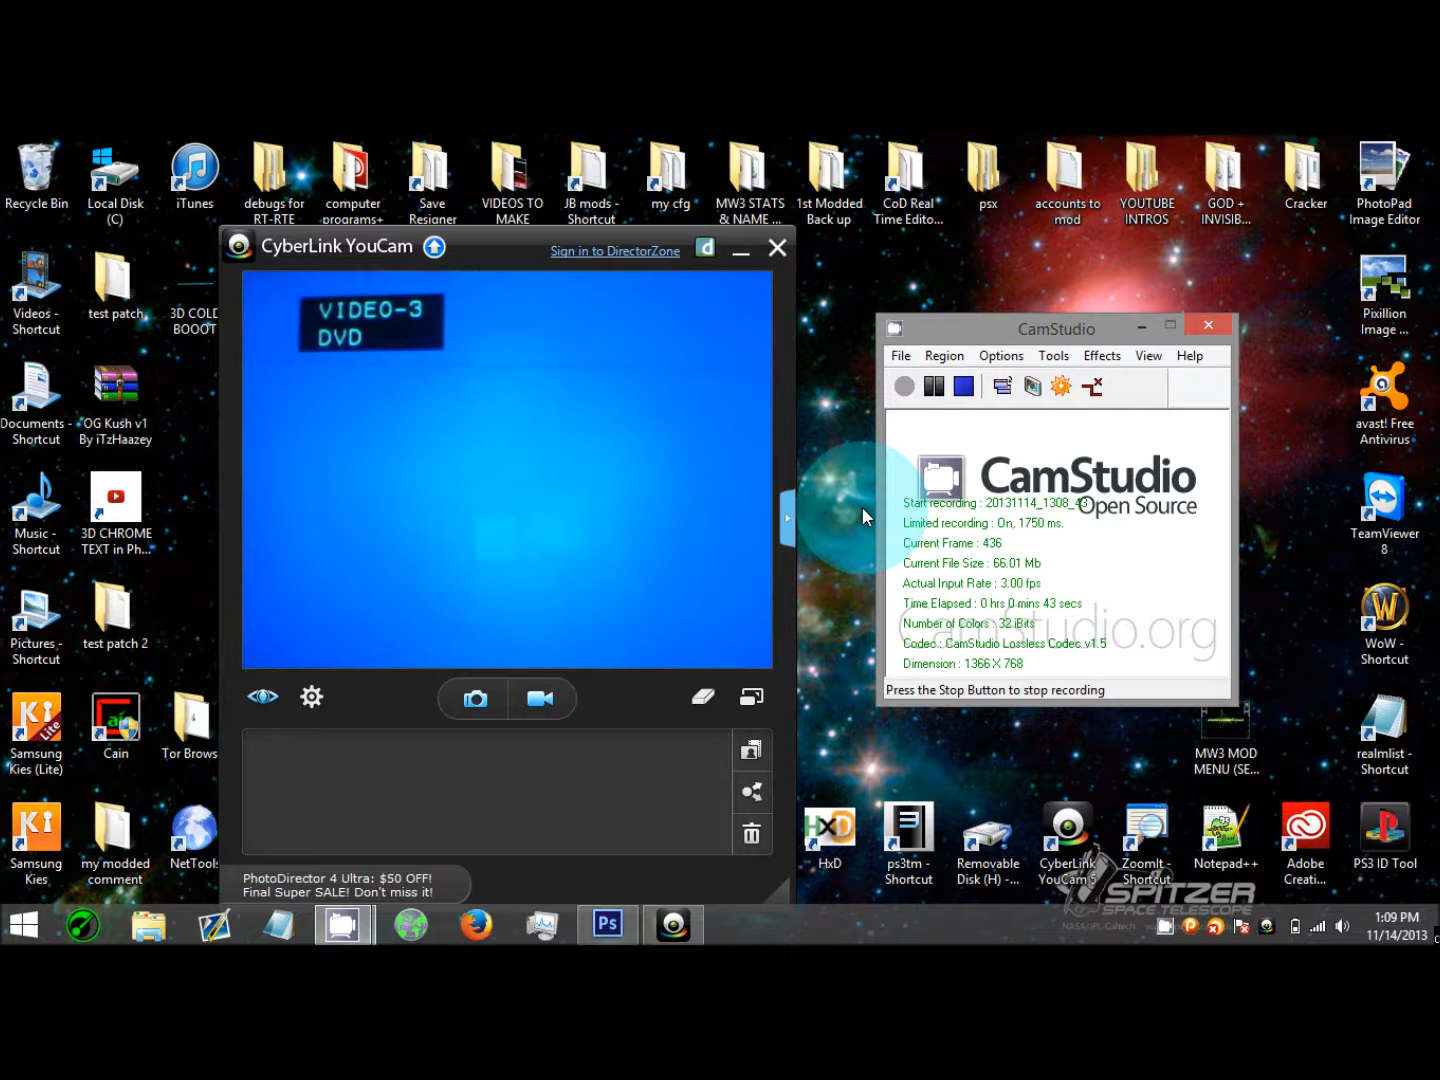 Recycle Bin
Local Disk
(C)
iTunes
debugs for
RT-RTE
computer
programs+
Save
Resigner
VIDEOS TO
MAKE
JB mods -
Shortcut
my cfg
MW3 STATS
& NAME ...
1st Modded
Back up
CoD Real
Time Edito...
psx
accounts to
mod
YOUTUBE
INTROS
GOD +
INVISIB...
Cracker
PhotoPad
Image Editor
CyberLink YouCam
Sign in to DirectorZone
d
VIDEO-3
DVD
Videos -
Shortcut
test patch
3D COLD
BOOOT
Pixillion
Image ...
CamStudio
File Region Options Tools Effects View Help
CamStudio
Open Source
Start recording : 20131114_1308_43
Limited recording : On, 1750 ms.
Current Frame : 436
Current File Size : 66.01 Mb
Actual Input Rate : 3.00 fps
Time Elapsed : 0 hrs 0 mins 43 secs
Number of Colors : 32 Bits
Codec : CamStudio Lossless Codec v1.5
Dimension : 1366 X 768
CamStudio.org
Press the Stop Button to stop recording
Documents -
Shortcut
OG Kush v1
By iTzHaazey
avast! Free
Antivirus
Music -
Shortcut
3D CHROME
TEXT in Ph...
TeamViewer
8
Pictures -
Shortcut
test patch 2
WoW -
Shortcut
Ki
Lite
Samsung
Kies (Lite)
Cain
Tor Brows
MW3 MOD
MENU (SE...
realmlist -
Shortcut
Ki
Samsung
Kies
my modded
comment
NetTools
HxD
HxD
ps3tm -
Shortcut
Removable
Disk (H) -...
CyberLink
YouCam 5
ZoomIt -
Shortcut
Notepad++
Adobe
Creati...
PS3 ID Tool
PhotoDirector 4 Ultra: $50 OFF!
Final Super SALE! Don't miss it!
SPITZER
SPACE TELESCOPE
NASA/JPL-Caltech
Ps
1:09 PM
11/14/2013